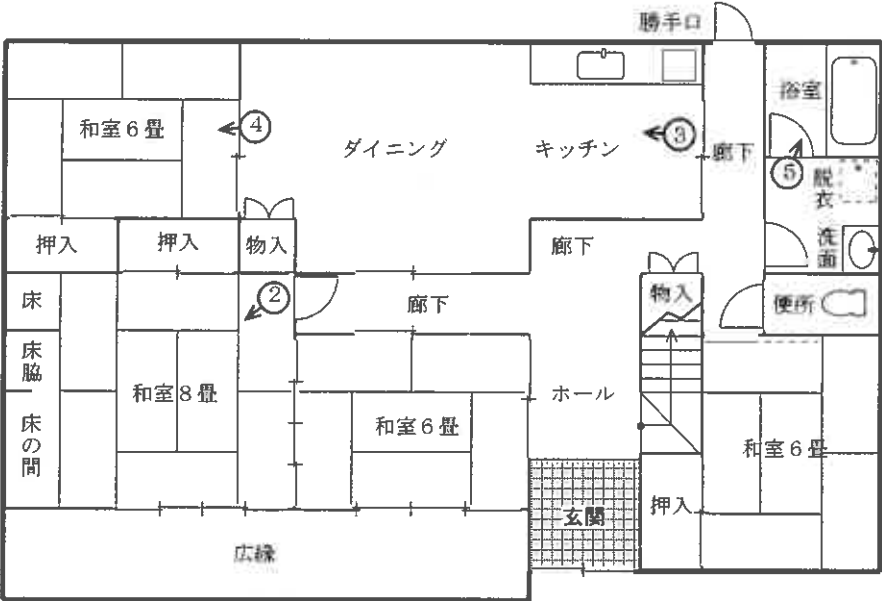 勝手口
浴室
和室６畳
④
ダイニング
キッチン
③
廊下
⑤
脱衣
洗面
押入
押入
物入
廊下
床
②
廊下
物入
便所
床脇
和室８畳
ホール
床の間
和室６畳
和室６畳
押入
玄関
広縁